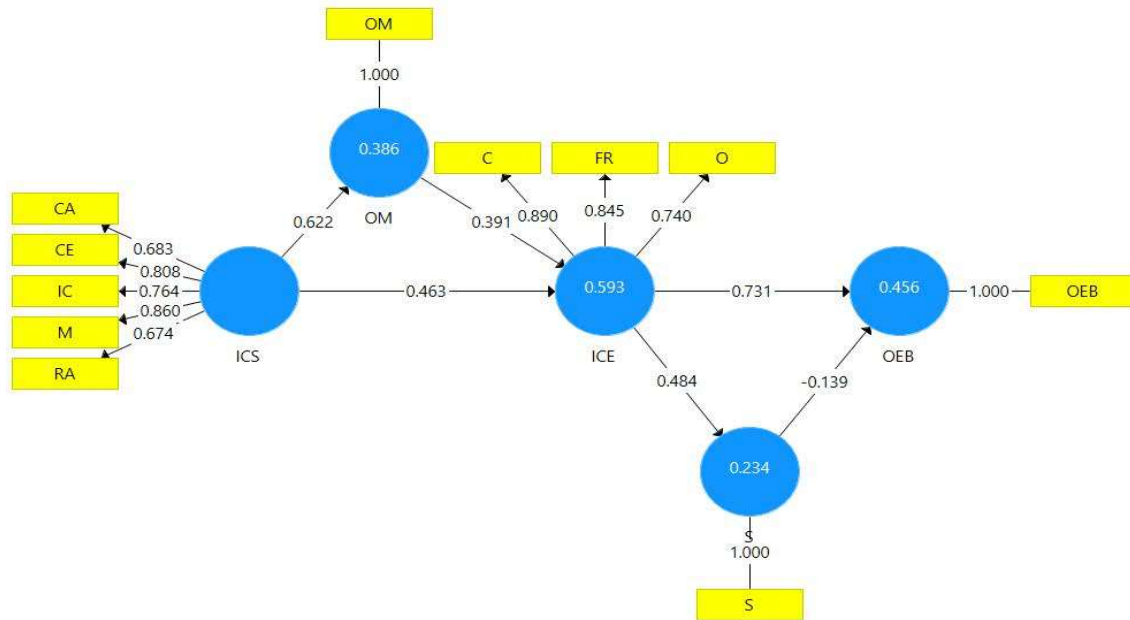 OM
1.000
0.386
OM
C
FR
O
CA
CE
IC
M
RA
0.683
0.808
0.764
0.860
0.674
0.622
0.391
0.890
0.845
0.740
ICS
0.463
0.593
ICE
0.731
0.456
OEB
1.000
OEB
0.484
-0.139
0.234
S
1.000
S